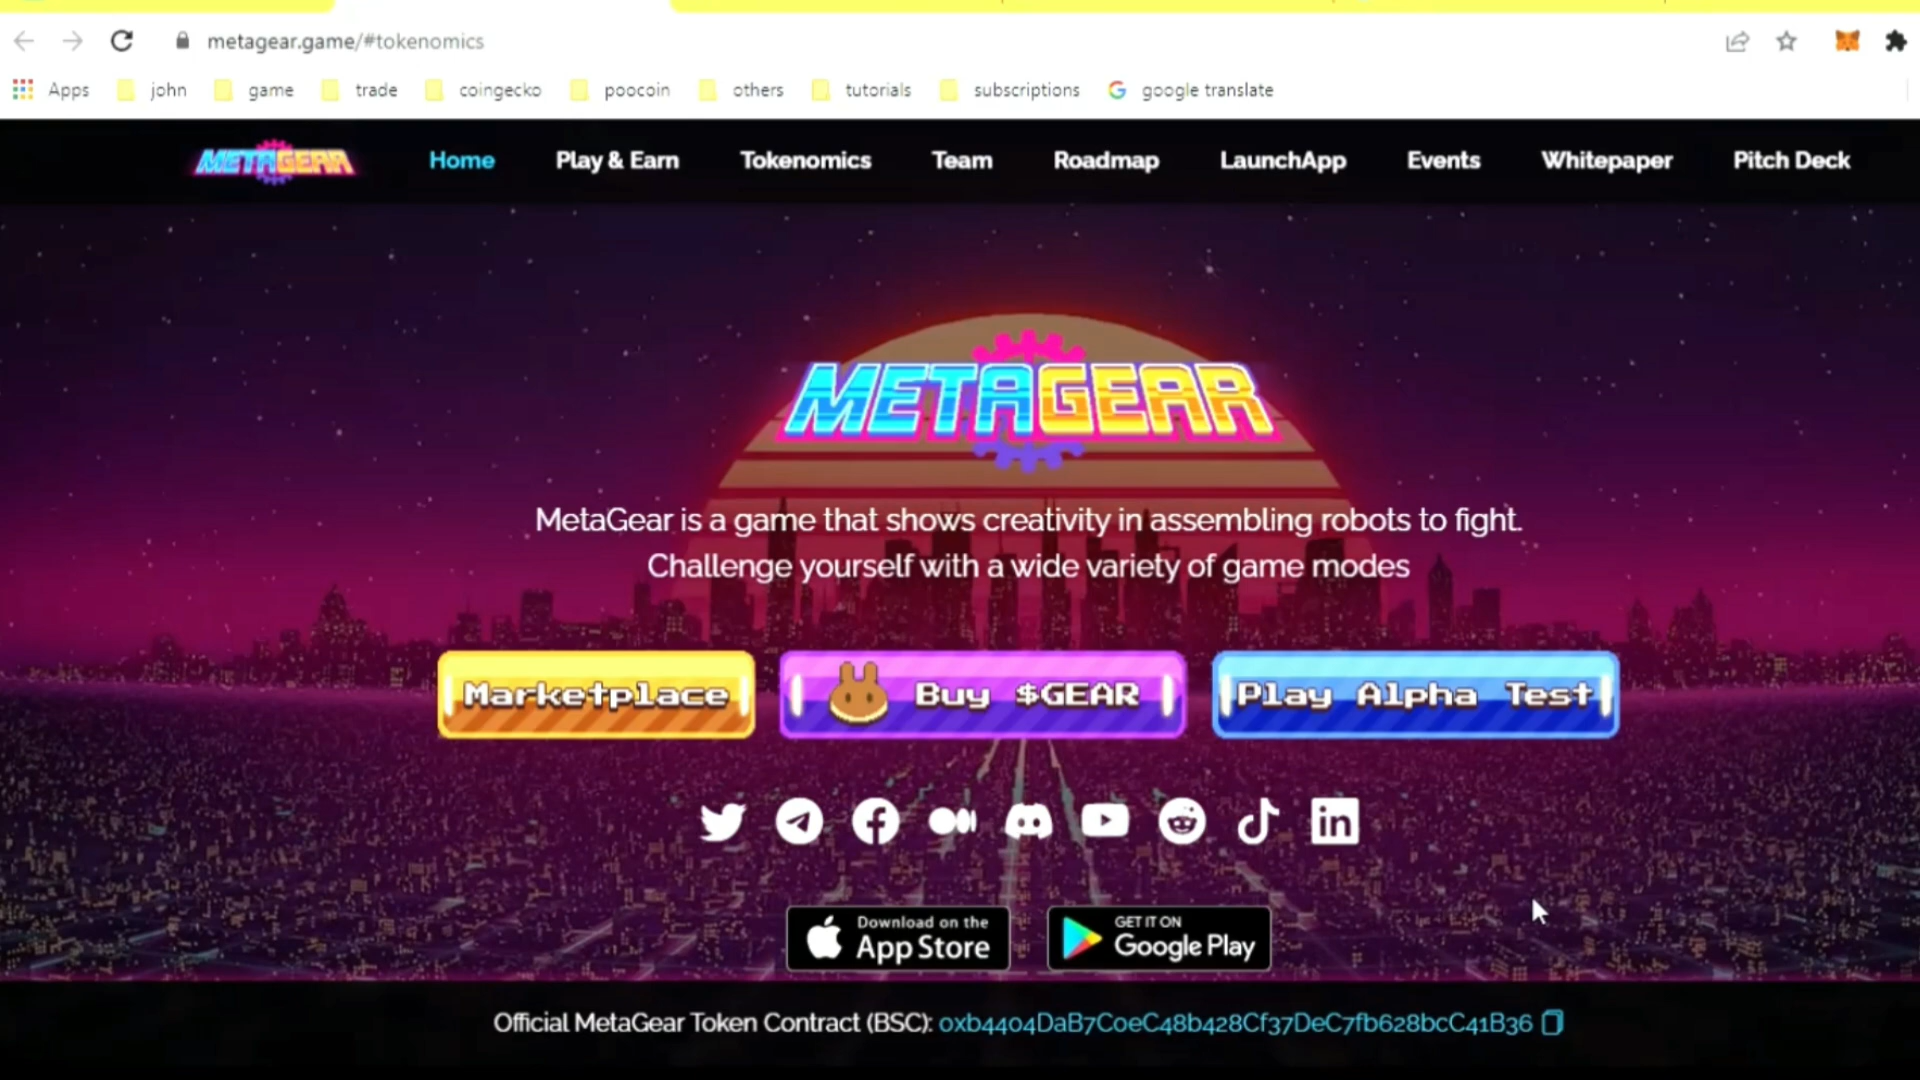 metagear.game/#tokenomics
Apps john game trade coingecko poocoin others tutorials subscriptions google translate
METAGEAR Home Play & Earn Tokenomics Team Roadmap LaunchApp Events Whitepaper Pitch Deck
METAGEAR
MetaGear is a game that shows creativity in assembling robots to fight.
Challenge yourself with a wide variety of game modes
Marketplace Buy $GEAR Play Alpha Test
Download on the App Store GET IT ON Google Play
Official MetaGear Token Contract (BSC): 0xb4404DaB7C0eC48b428Cf37DeC7fb628bcC41B36